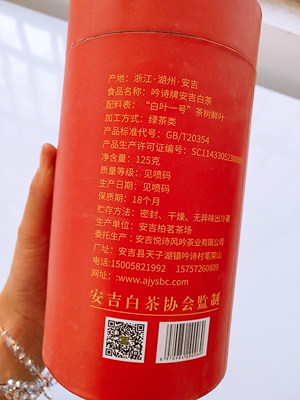 产地：浙江·湖州·安吉
食品名称：吟诗牌安吉白茶
配料表：“白叶一号”茶树鲜叶
加工方式：绿茶类
产品标准代号：GB/T20354
产品生产许可证编号：SC1143305230
净含量：125克
质量等级：见喷码
生产日期：见喷码
保质期：18个月
贮存方法：密封、干燥、无异味出冷藏
生产单位：安吉柏茗茶场
委托生产：安吉悦诗风吟茶业有限公司
厂址：安吉县天子湖镇吟诗村笔架山
电话:15005821992 15757260809
网址：:www.ajysbc.com
安吉白茶协会监制